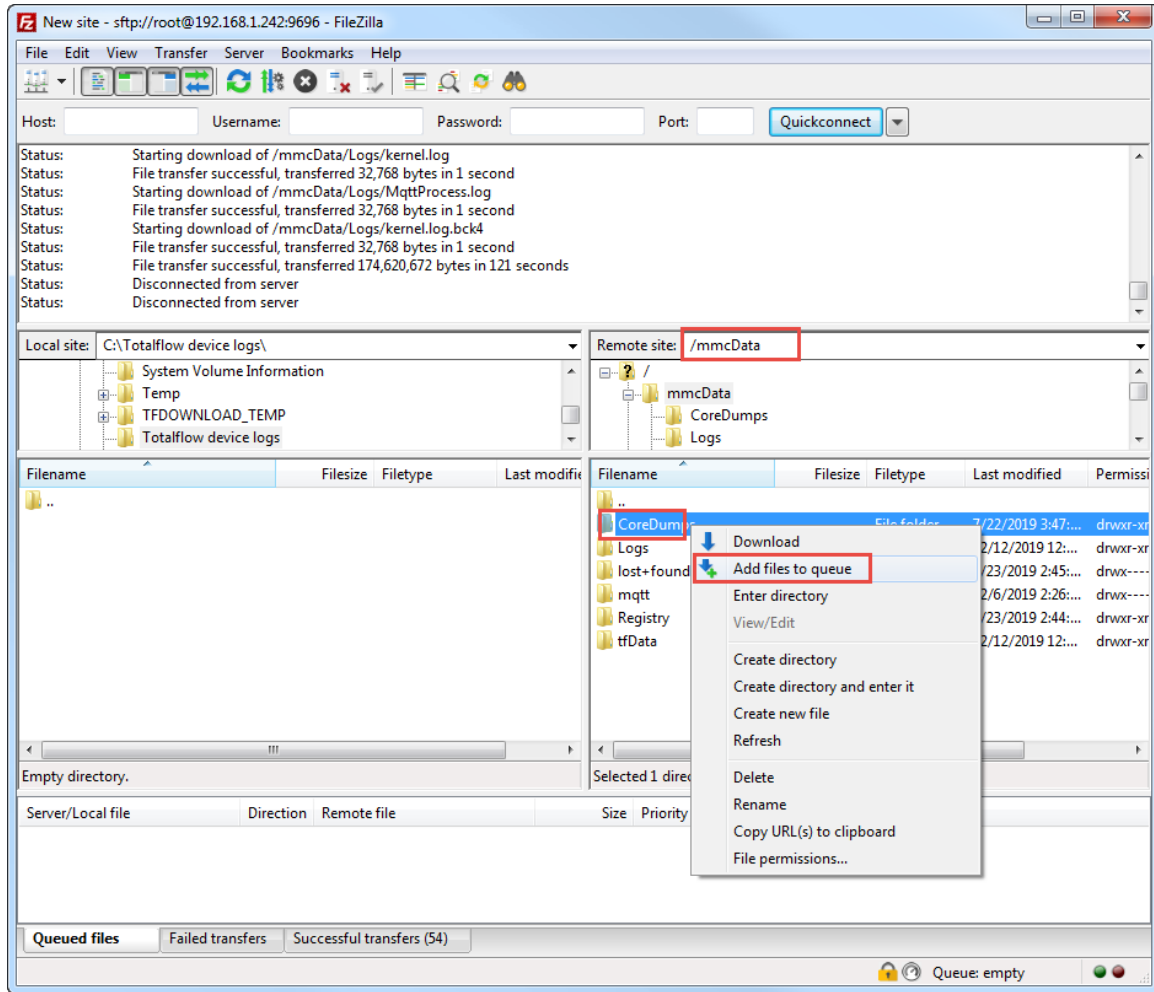 New site - sftp://root@192.168.1.242:9696 - FileZilla
File Edit View Transfer Server Bookmarks Help
Host: Username: Password: Port: Quickconnect
Status: Starting download of /mmcData/Logs/kernel.log
Status: File transfer successful, transferred 32,768 bytes in 1 second
Status: Starting download of /mmcData/Logs/MqttProcess.log
Status: File transfer successful, transferred 32,768 bytes in 1 second
Status: Starting download of /mmcData/Logs/kernel.log.bck4
Status: File transfer successful, transferred 32,768 bytes in 1 second
Status: File transfer successful, transferred 174,620,672 bytes in 121 seconds
Status: Disconnected from server
Status: Disconnected from server
Local site: C:\Totalflow device logs\
System Volume Information
Temp
TFDOWNLOAD_TEMP
Totalflow device logs
Remote site: /mmcData
? /
mmcData
CoreDumps
Logs
Filename Filesize Filetype Last modifie
..
Empty directory.
Filename Filesize Filetype Last modified Permissi
..
CoreDumps File folder 7/22/2019 3:47:... drwxr-xr
Logs 2/12/2019 12:... drwxr-xr
lost+found /23/2019 2:45:... drwx----
mqtt 2/6/2019 2:26:... drwx----
Registry /23/2019 2:44:... drwxr-xr
tfData 2/12/2019 12:... drwxr-xr
Selected 1 direc
Download
Add files to queue
Enter directory
View/Edit
Create directory
Create directory and enter it
Create new file
Refresh
Delete
Rename
Copy URL(s) to clipboard
File permissions...
Server/Local file Direction Remote file Size Priority
Queued files Failed transfers Successful transfers (54)
Queue: empty